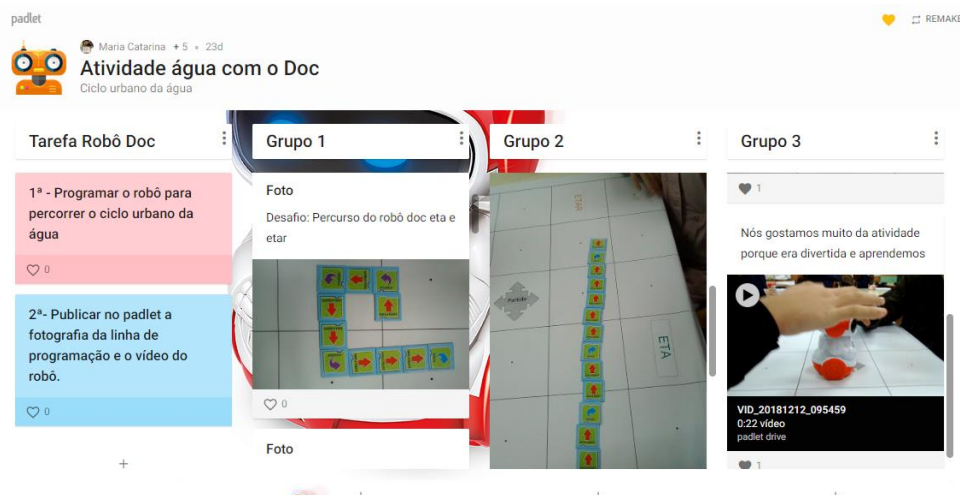 padlet
REMAKE
Maria Catarina + 5 • 23d
Atividade água com o Doc
Ciclo urbano da água
Tarefa Robô Doc
1ª - Programar o robô para
percorrer o ciclo urbano da
água
0
2ª- Publicar no padlet a
fotografia da linha de
programação e o vídeo do
robô.
0
+
Grupo 1
Foto
Desafio: Percurso do robô doc eta e
etar
0
Foto
Grupo 2
ETAR
Partida
ETA
Grupo 3
1
Nós gostamos muito da atividade
porque era divertida e aprendemos
VID_20181212_095459
0:22 vídeo
padlet drive
1